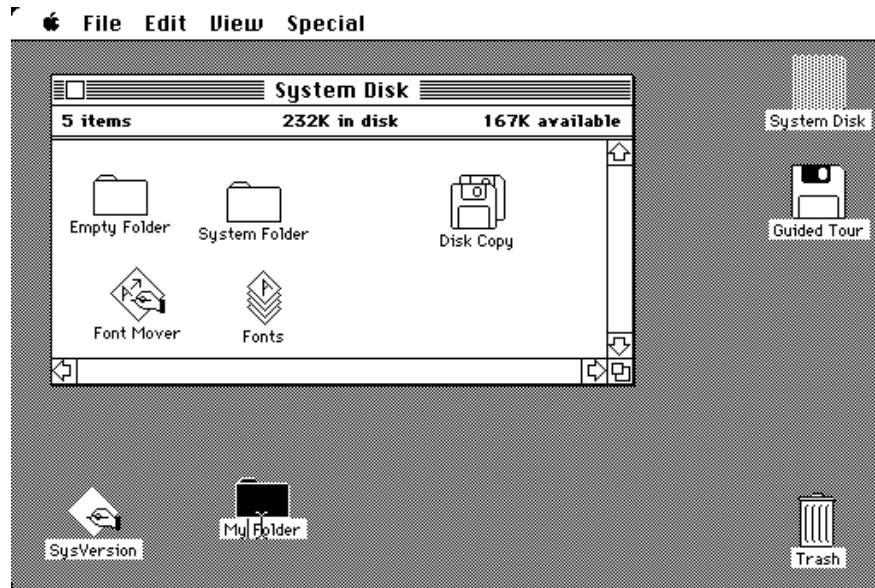 File Edit View Special
System Disk
5 items 232K in disk 167K available
System Disk
Empty Folder System Folder Disk Copy
Guided Tour
Font Mover Fonts
My Folder
SysVersion
Trash